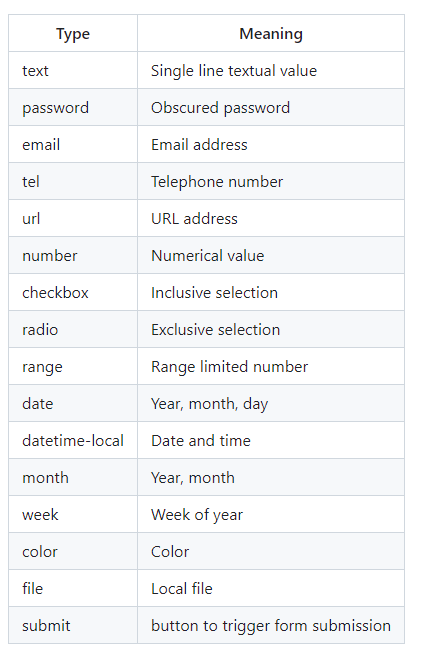 Type Meaning
text Single line textual value
password Obscured password
email Email address
tel Telephone number
url URL address
number Numerical value
checkbox Inclusive selection
radio Exclusive selection
range Range limited number
date Year, month, day
datetime-local Date and time
month Year, month
week Week of year
color Color
file Local file
submit button to trigger form submission